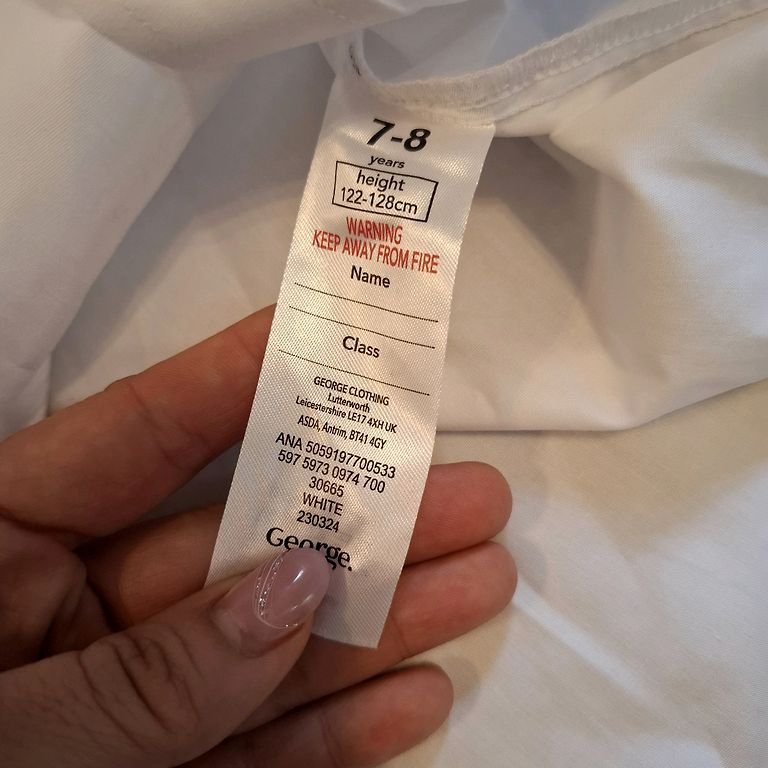 7-8
years
height
122-128cm
WARNING
KEEP AWAY FROM FIRE
Name
Class
GEORGE CLOTHING
Lutterworth
Leicestershire LE17 4XH UK
ASDA, Antrim, BT41 4GY
ANA 5059197700533
597 5973 0974 700
30665
WHITE
230324
George.